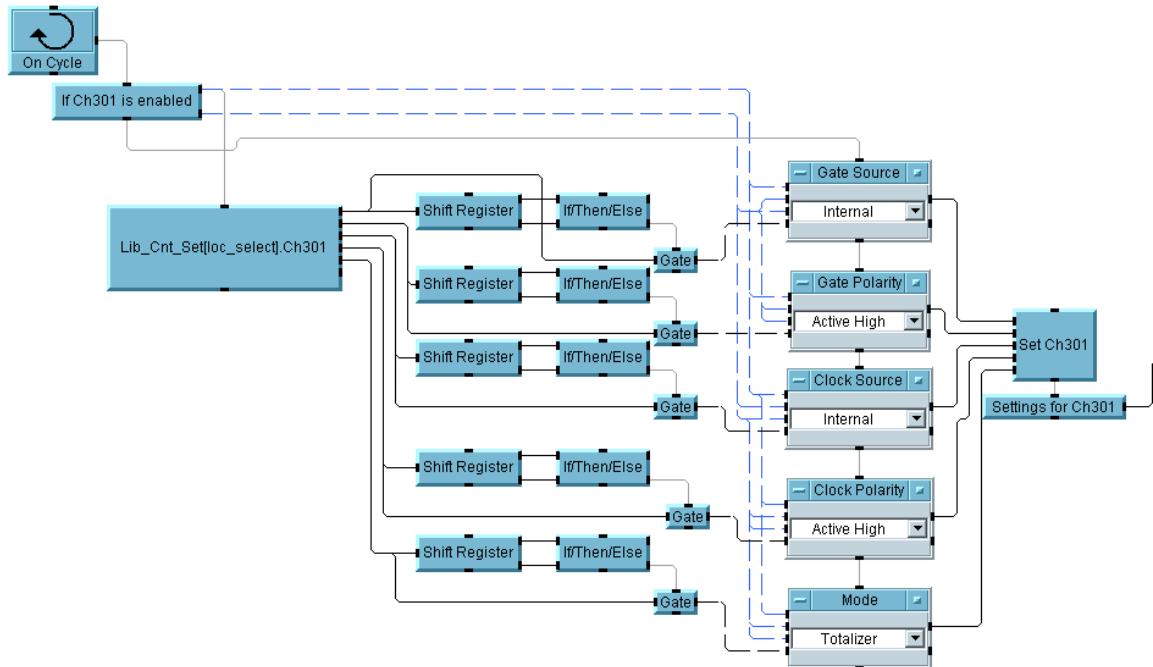 On Cycle
If Ch301 is enabled
Lib_Cnt_Set[loc_select].Ch301
Shift Register
If/Then/Else
Gate
Shift Register
If/Then/Else
Gate
Shift Register
If/Then/Else
Gate
Shift Register
If/Then/Else
Gate
Shift Register
If/Then/Else
Gate
Gate Source
Internal
Gate Polarity
Active High
Clock Source
Internal
Clock Polarity
Active High
Mode
Totalizer
Set Ch301
Settings for Ch301